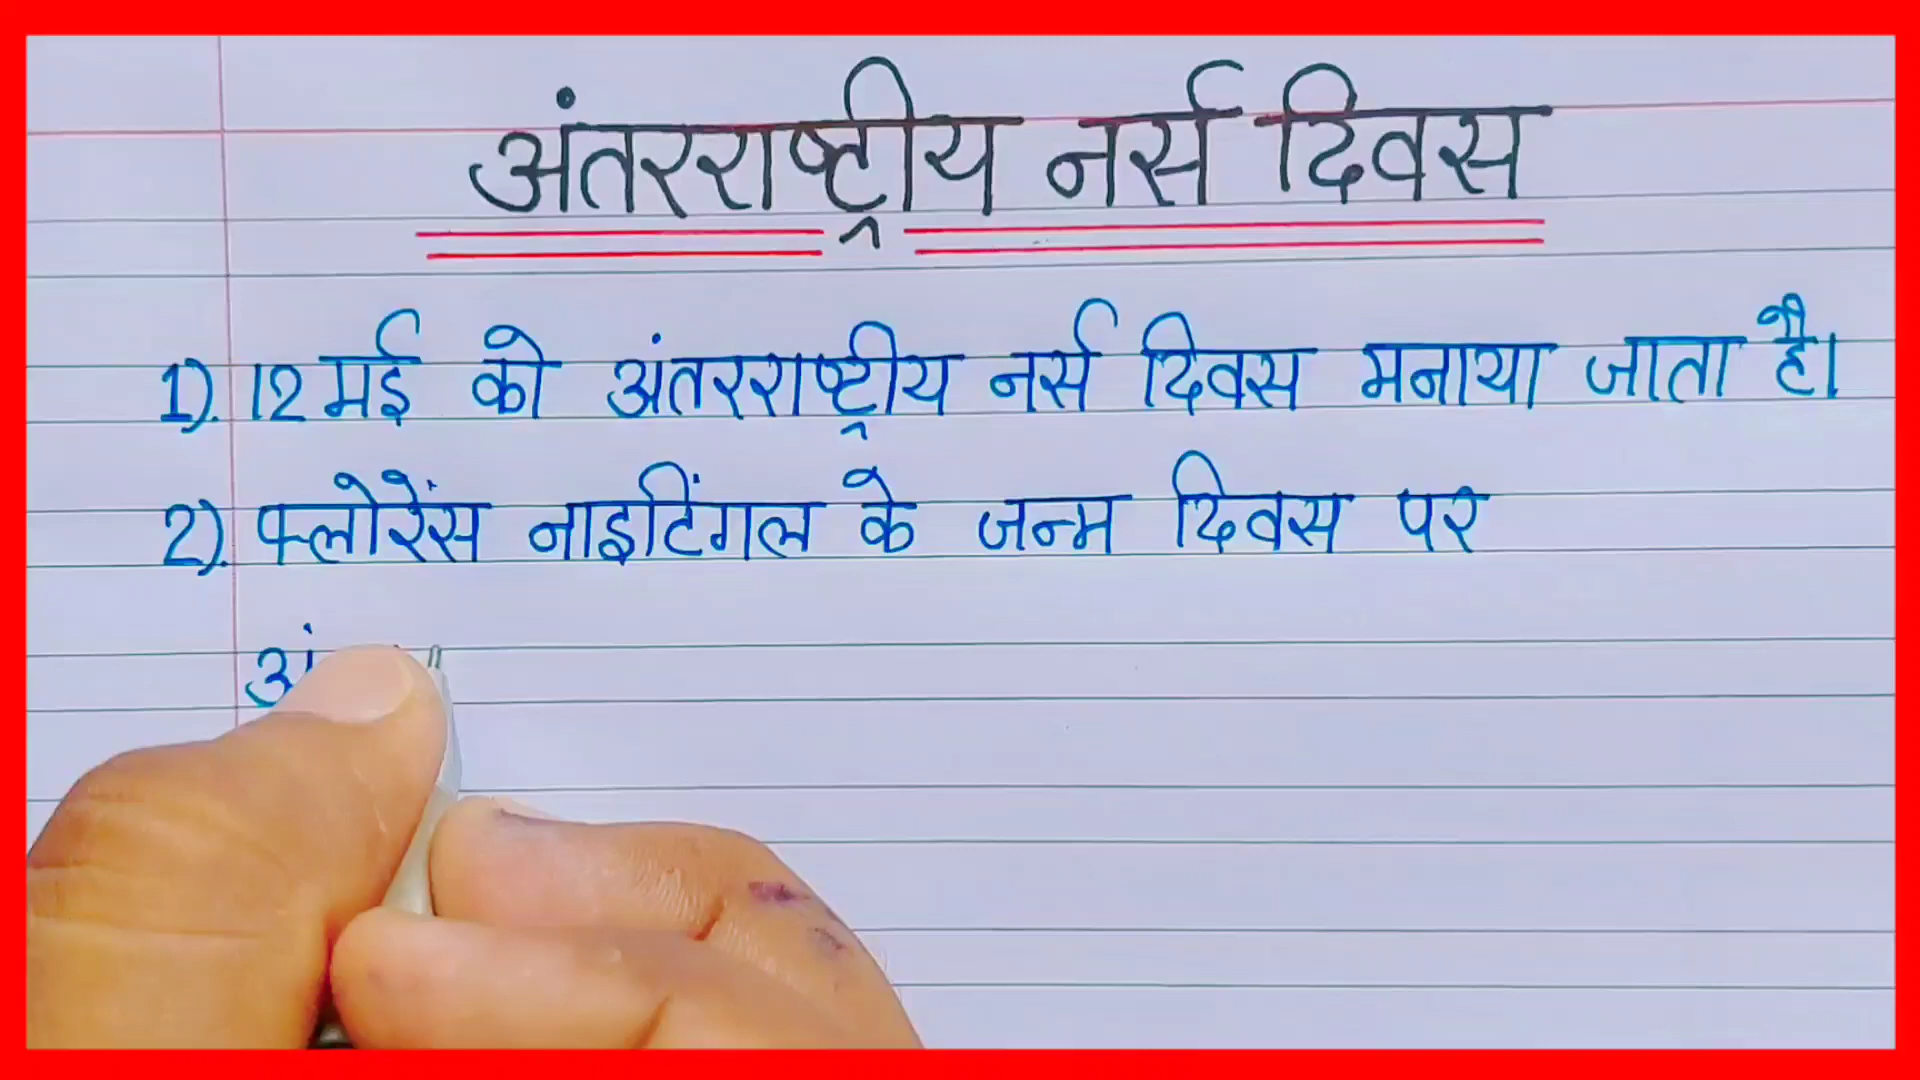 अंतरराष्ट्रीय नर्स दिवस
1). 12 मई को अंतरराष्ट्रीय नर्स दिवस मनाया जाता है।
2). फ्लोरेंस नाइटिंगल के जन्म दिवस पर